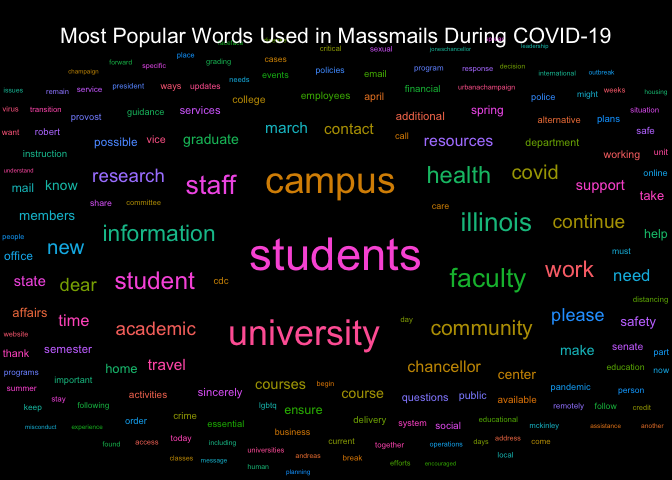 Most Popular Words Used in Massmails During COVID-19
critical sexual joneschancellor leadership
forward place specific grading cases
champaign events policies email program response decision international outbreak
issues remain service president ways updates needs college employees april financial urbanachampaign police might weeks housing
virus transition provost guidance services additional spring alternative plans situation
want robert possible vice graduate march contact call resources department safe
instruction working unit
understand research staff campus health covid support online
mail know share committee care take
members information illinois continue help
people new students must
office
state dear student cdc faculty work need
distancing
affairs time academic university day community please safety
website
thank semester chancellor make senate part
programs important home travel center education now
summer stay activities sincerely courses begin course questions public available pandemic person
keep following lgbtq ensure remotely follow credit
misconduct experience order crime essential delivery system social educational mckinley assistance another
found access today including business current together operations days address come
classes message universities andreas break efforts encouraged local
human planning